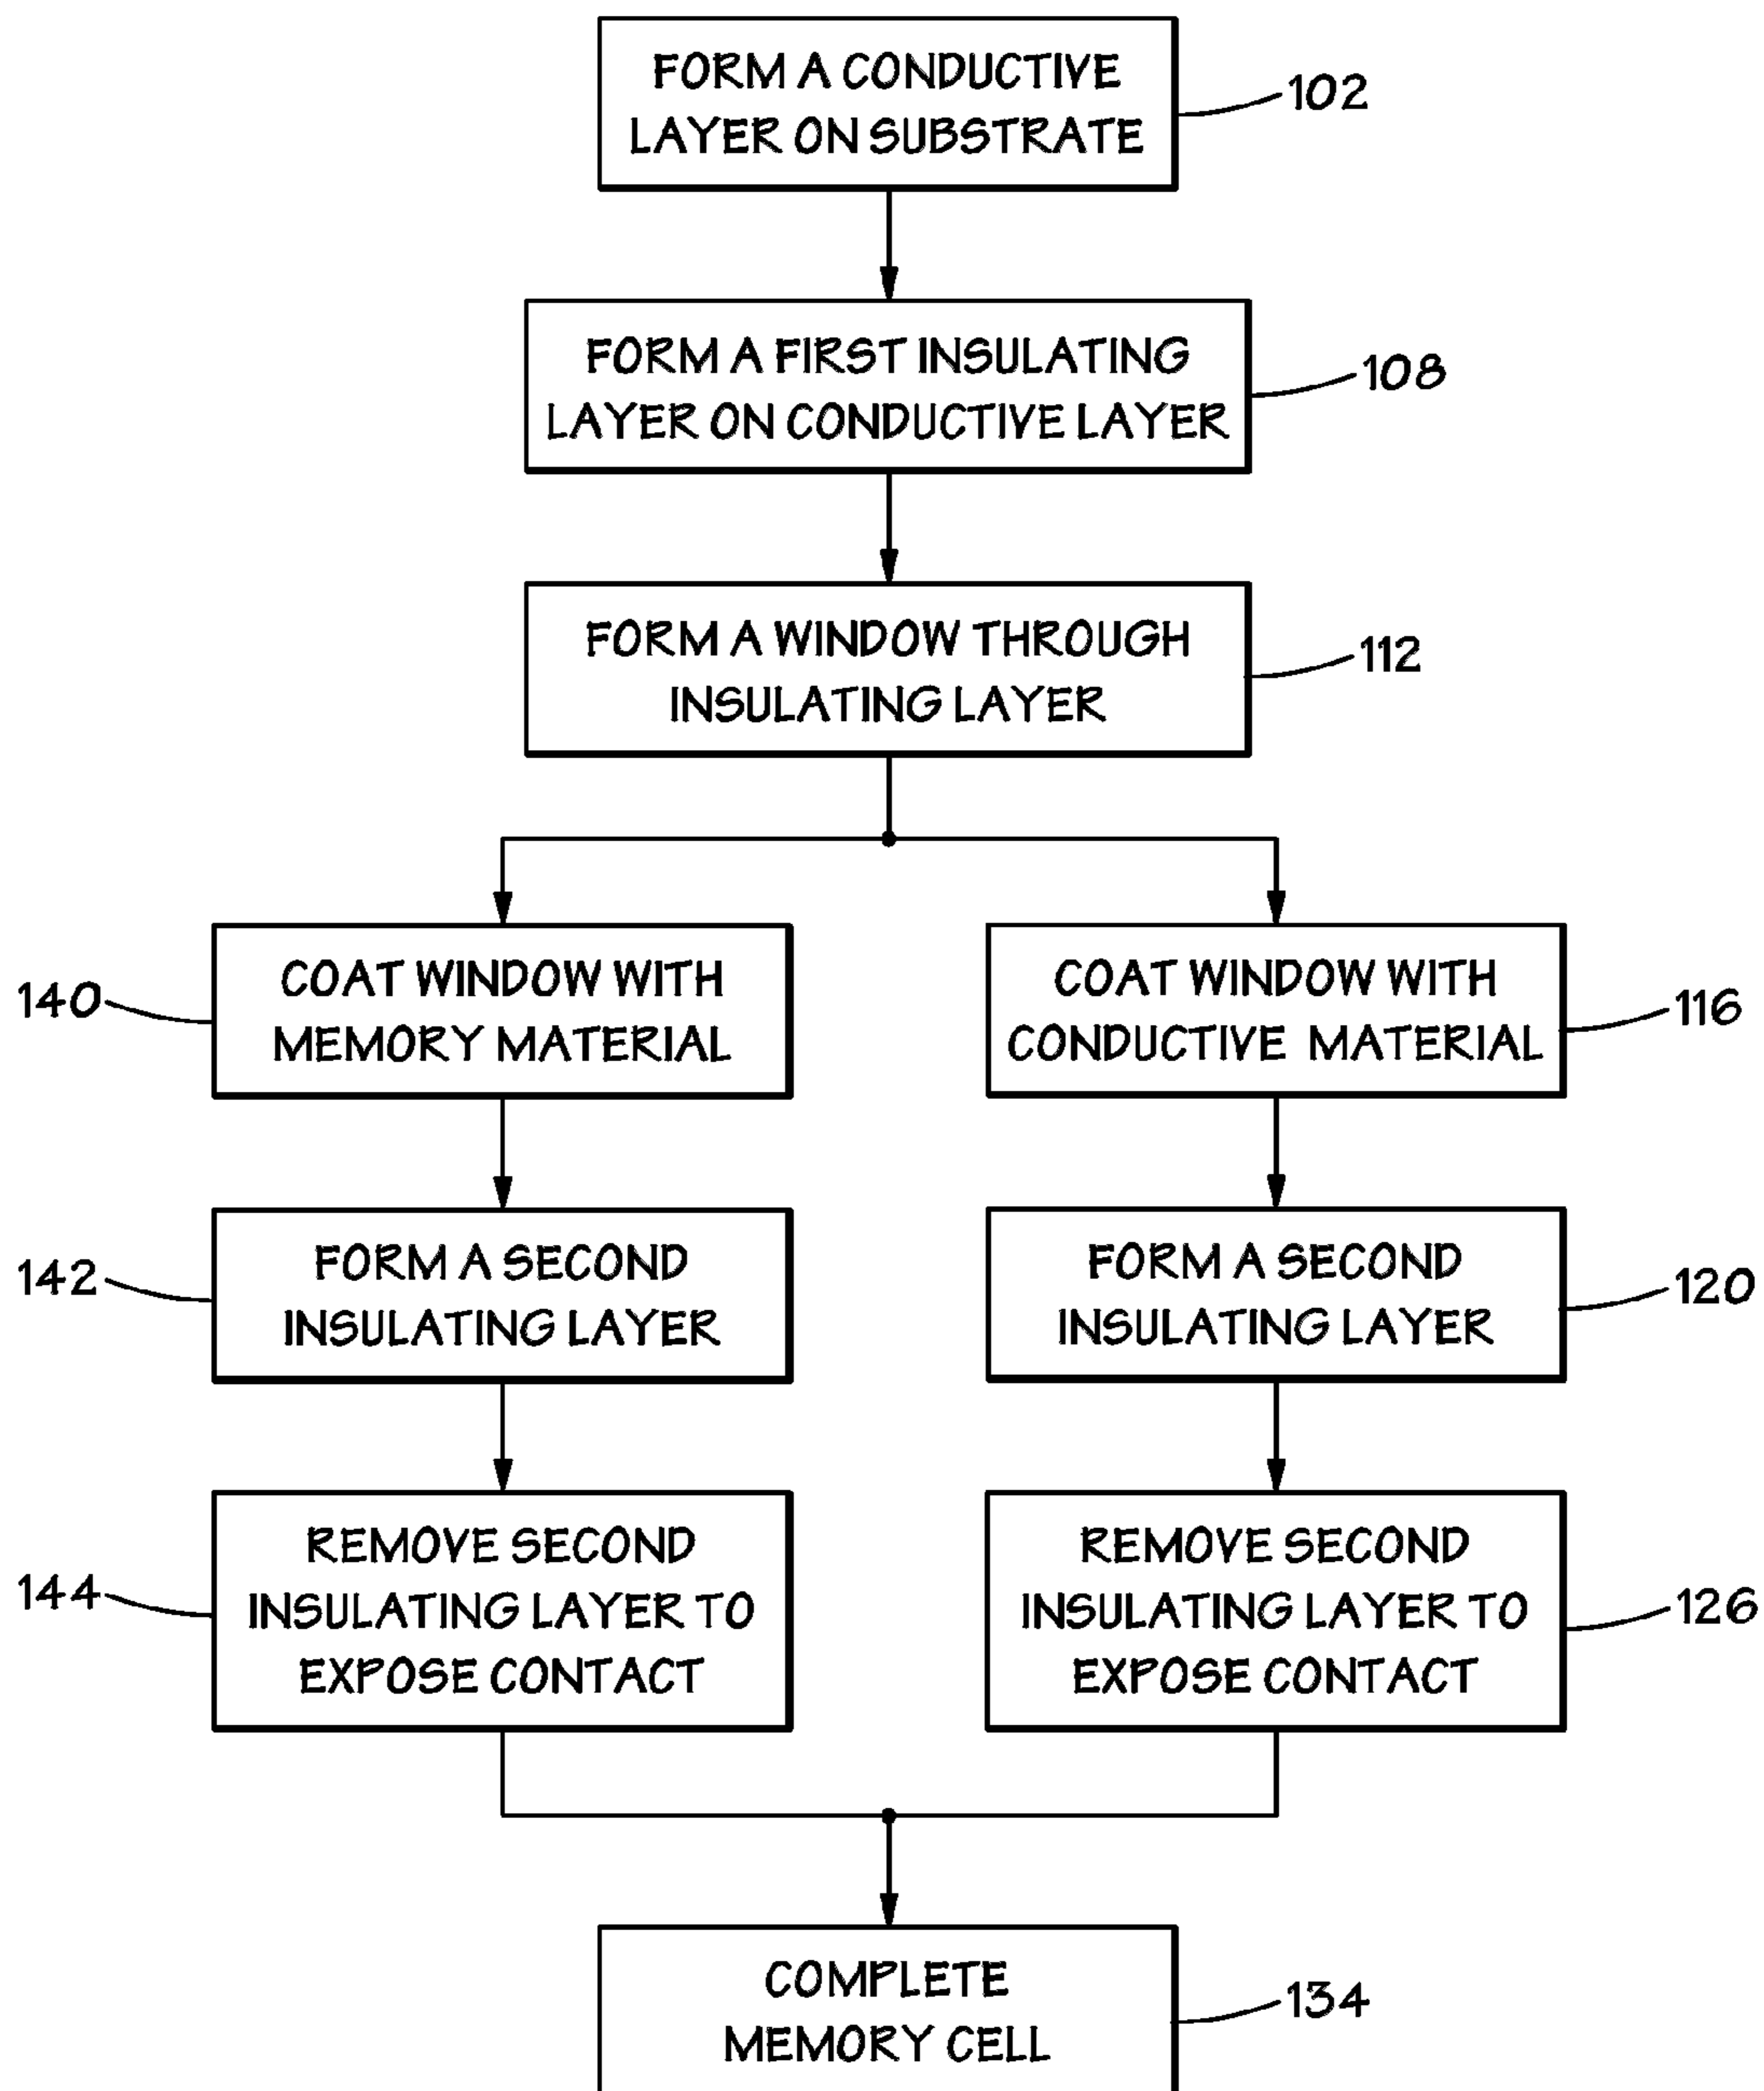 FORM A CONDUCTIVE
LAYER ON SUBSTRATE
102
FORM A FIRST INSULATING
LAYER ON CONDUCTIVE LAYER
108
FORM A WINDOW THROUGH
INSULATING LAYER
112
140
COAT WINDOW WITH
MEMORY MATERIAL
COAT WINDOW WITH
CONDUCTIVE MATERIAL
116
142
FORM A SECOND
INSULATING LAYER
FORM A SECOND
INSULATING LAYER
120
144
REMOVE SECOND
INSULATING LAYER TO
EXPOSE CONTACT
REMOVE SECOND
INSULATING LAYER TO
EXPOSE CONTACT
126
COMPLETE
MEMORY CELL
134